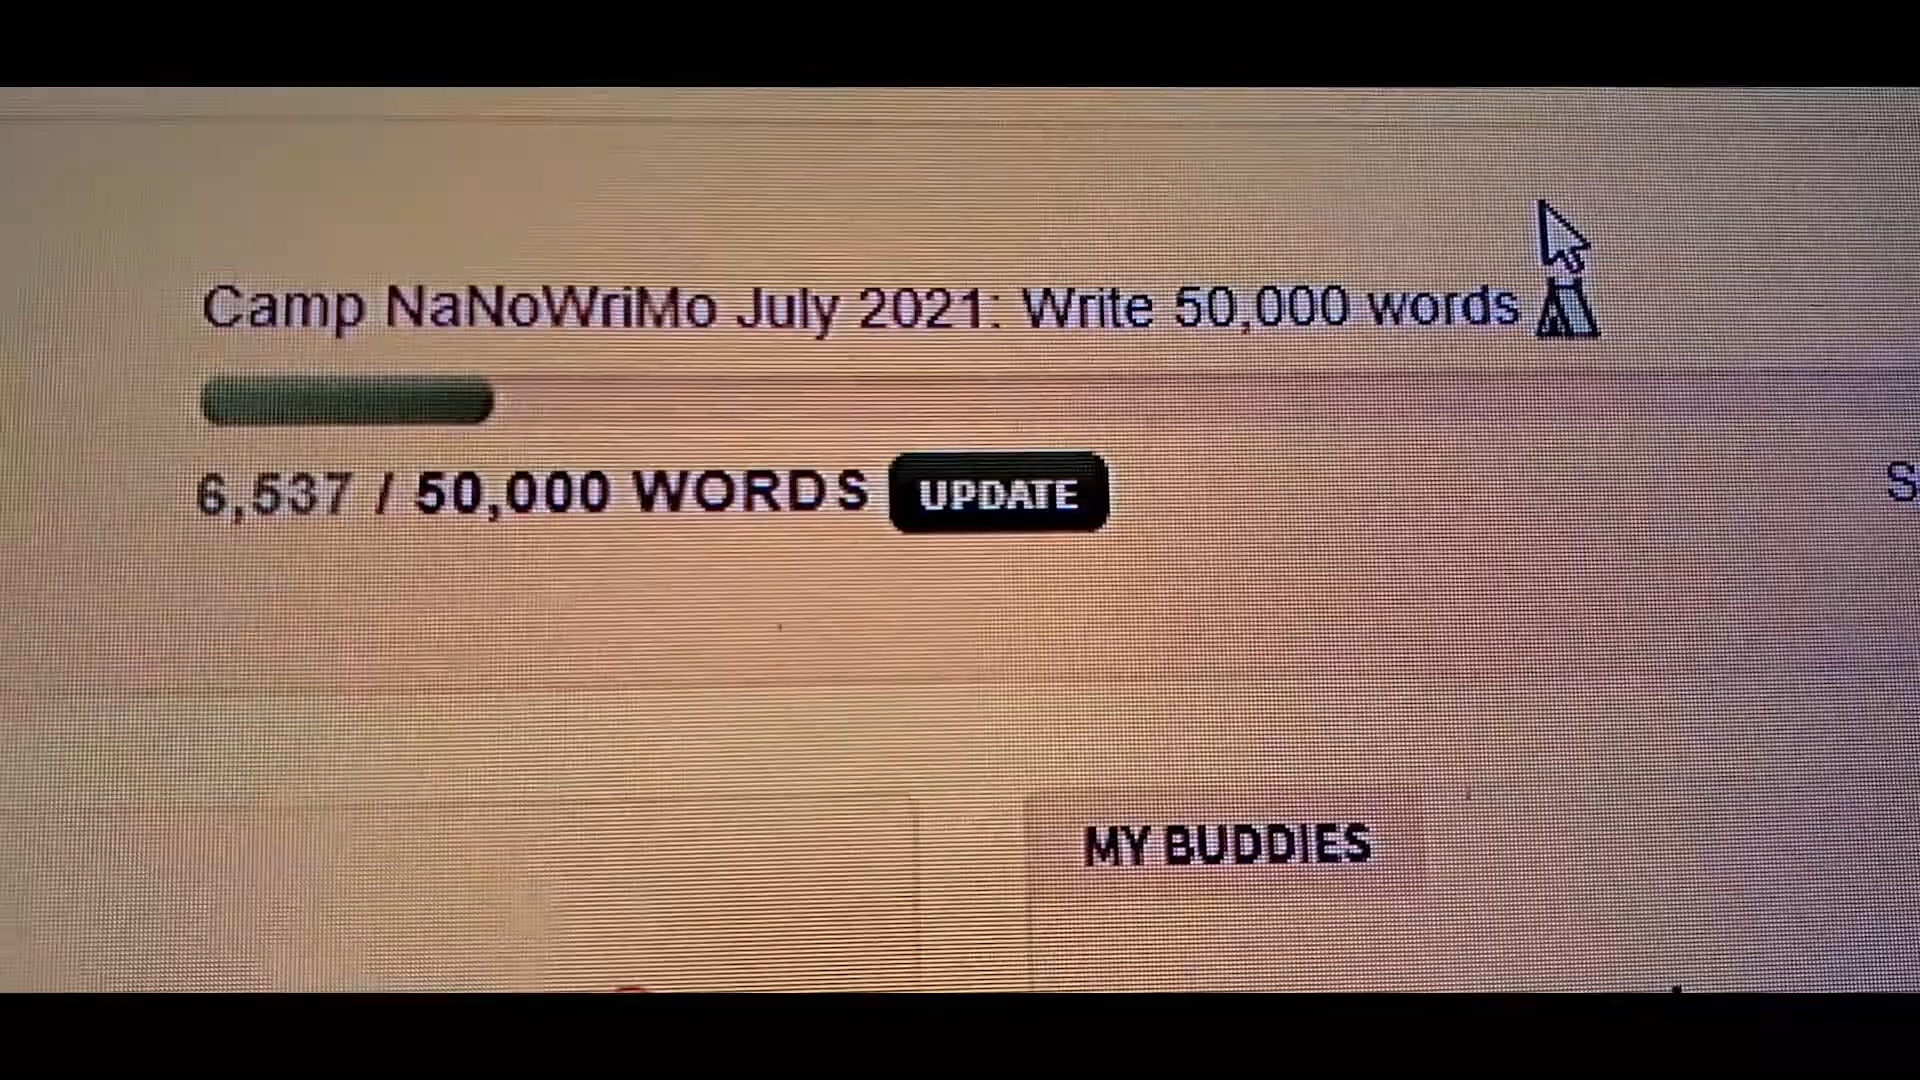 Camp NaNoWriMo July 2021: Write 50,000 words
6,537 / 50,000 WORDS UPDATE
MY BUDDIES